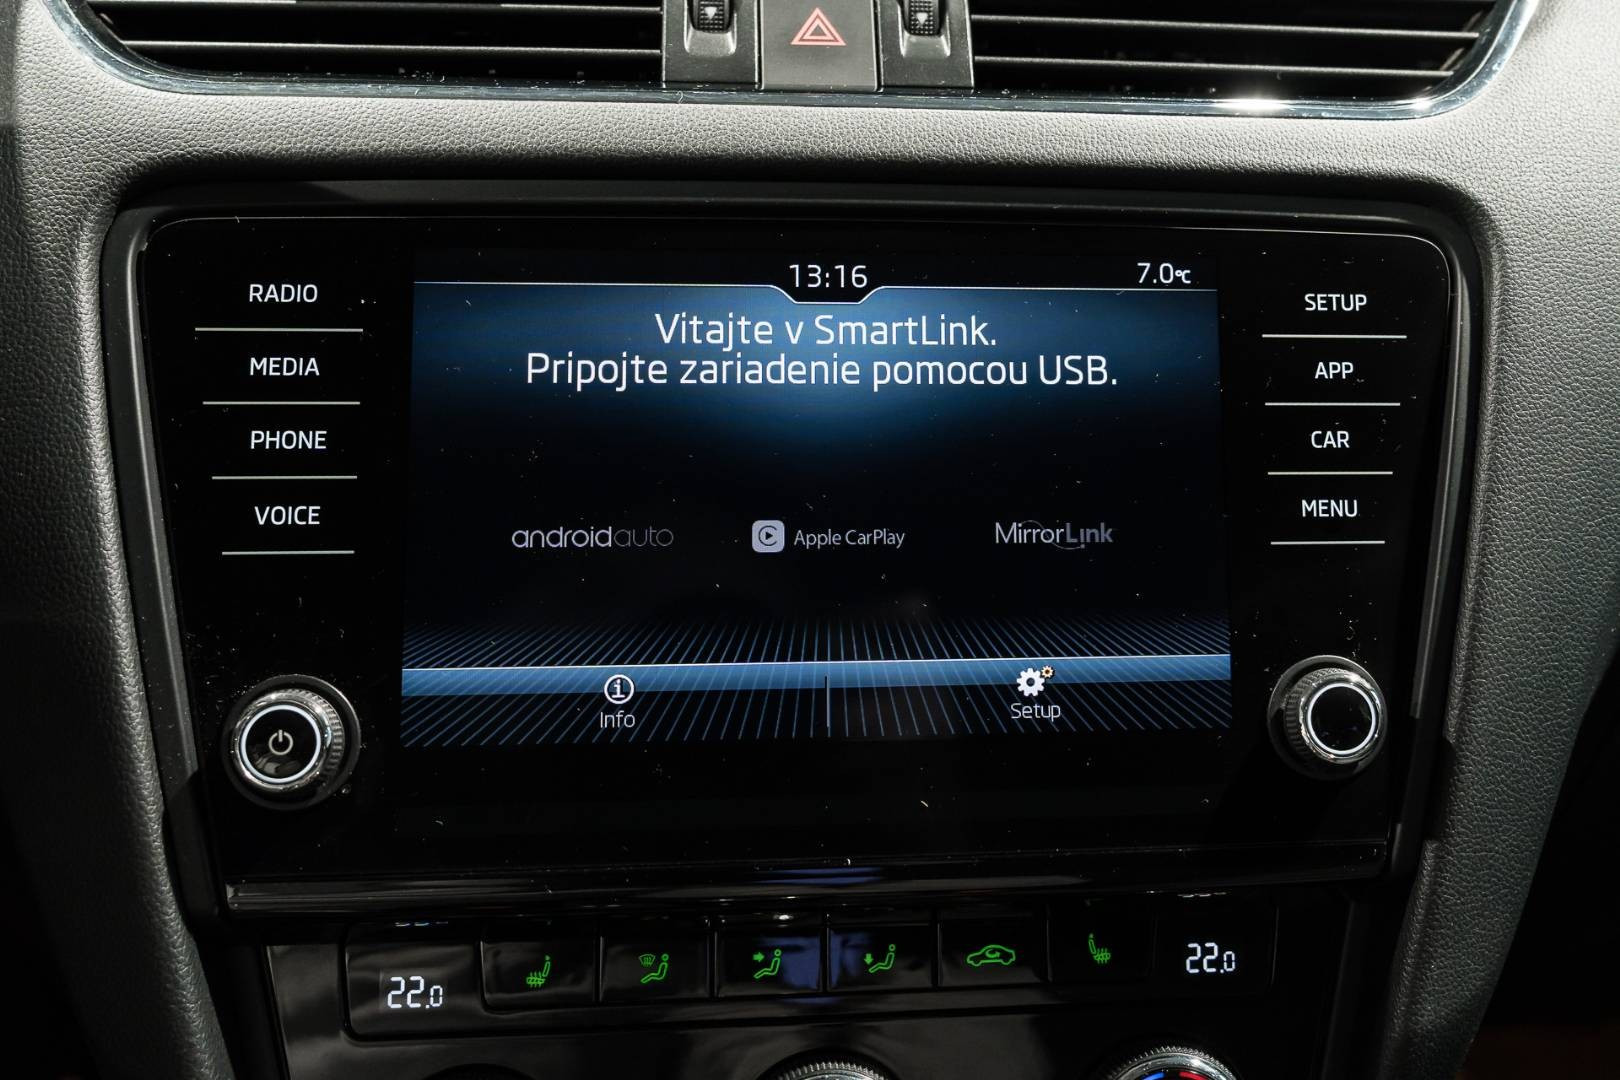 13:16
7.0°C
Vitajte v SmartLink.
Pripojte zariadenie pomocou USB.
androidauto
Apple CarPlay
MirrorLink
Info
Setup
RADIO
MEDIA
PHONE
VOICE
SETUP
APP
CAR
MENU
22.0
22.0